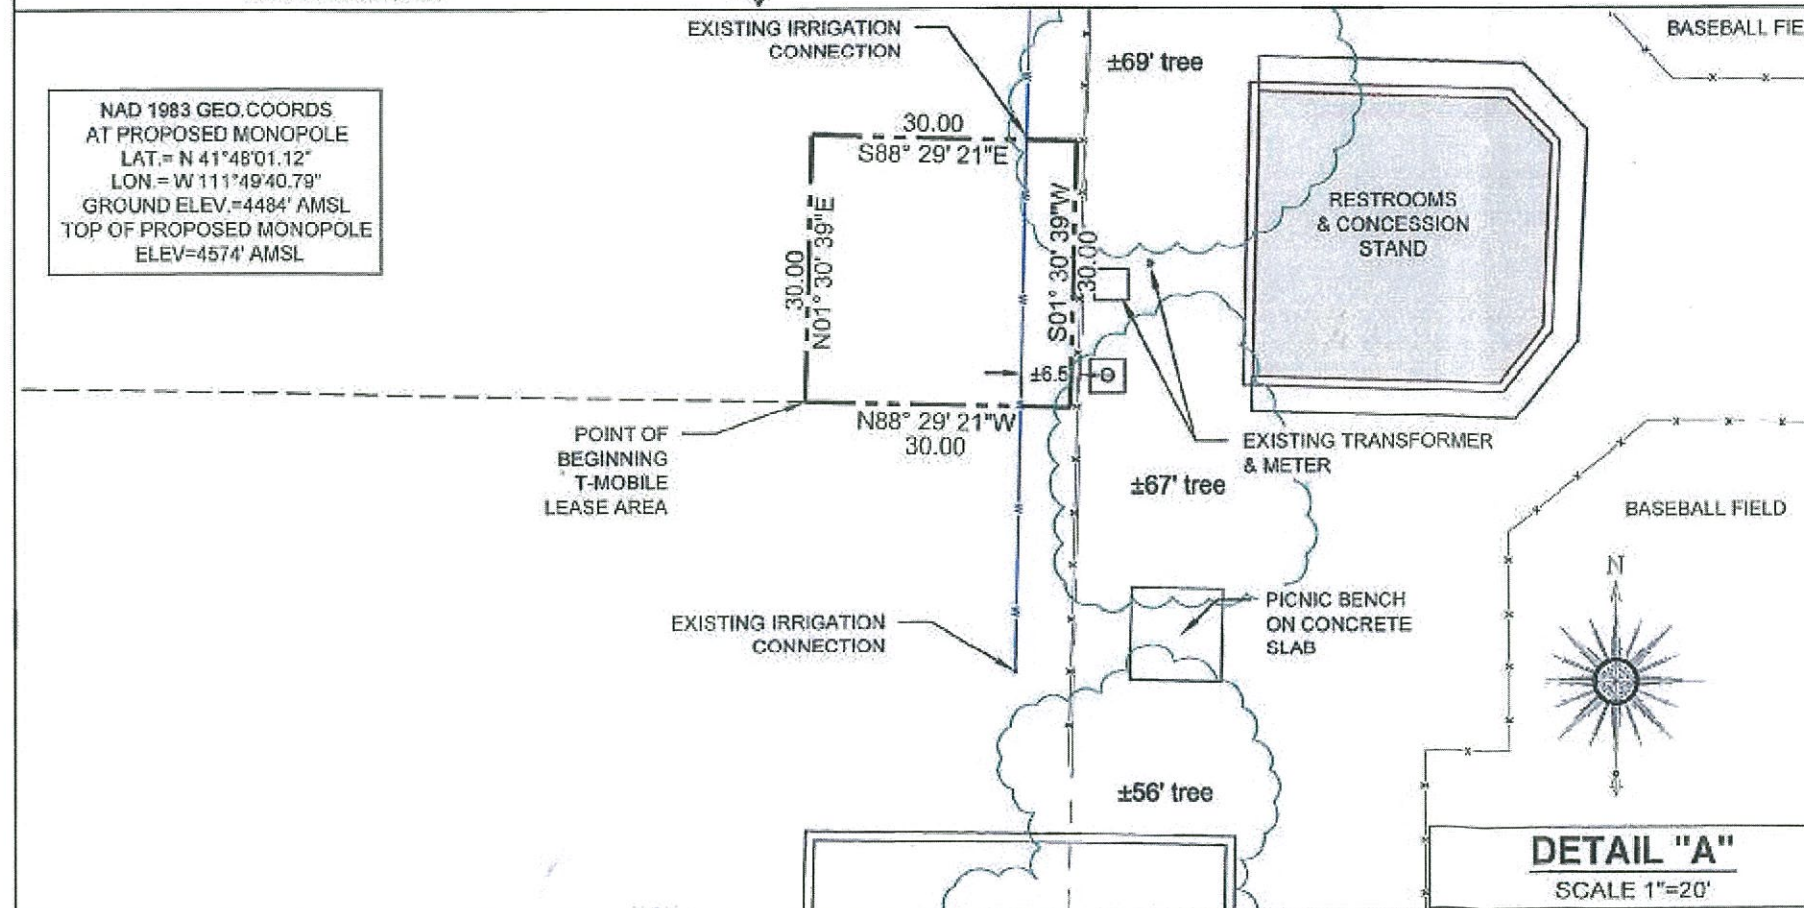 EXISTING IRRIGATION
CONNECTION
±69' tree
BASEBALL FIE
NAD 1983 GEO.COORDS
AT PROPOSED MONOPOLE
LAT.= N 41°48'01.12"
LON.= W 111°49'40.79"
GROUND ELEV.=4484' AMSL
TOP OF PROPOSED MONOPOLE
ELEV=4574' AMSL
30.00
S88° 29' 21"E
30.00
N01° 30' 39"E
S01° 30' 39"W
30.00
RESTROOMS
& CONCESSION
STAND
±6.5'
N88° 29' 21"W
30.00
POINT OF
BEGINNING
T-MOBILE
LEASE AREA
EXISTING TRANSFORMER
& METER
±67' tree
BASEBALL FIELD
N
EXISTING IRRIGATION
CONNECTION
PICNIC BENCH
ON CONCRETE
SLAB
±56' tree
DETAIL "A"
SCALE 1"=20'